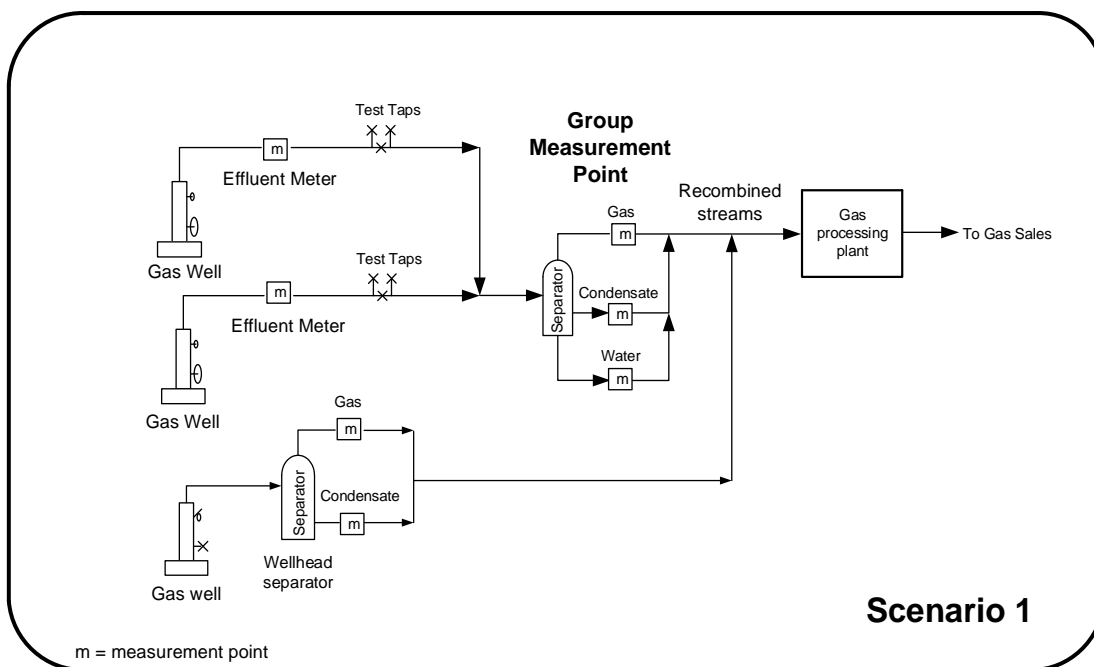 Test Taps
m
Effluent Meter
Gas Well
Group
Measurement
Point
Recombined
streams
Gas
m
Gas
processing
plant
To Gas Sales
Test Taps
m
Effluent Meter
Gas Well
Separator
Condensate
m
Water
m
Gas
m
Separator
Condensate
m
Wellhead
separator
Gas well
Scenario 1
m = measurement point